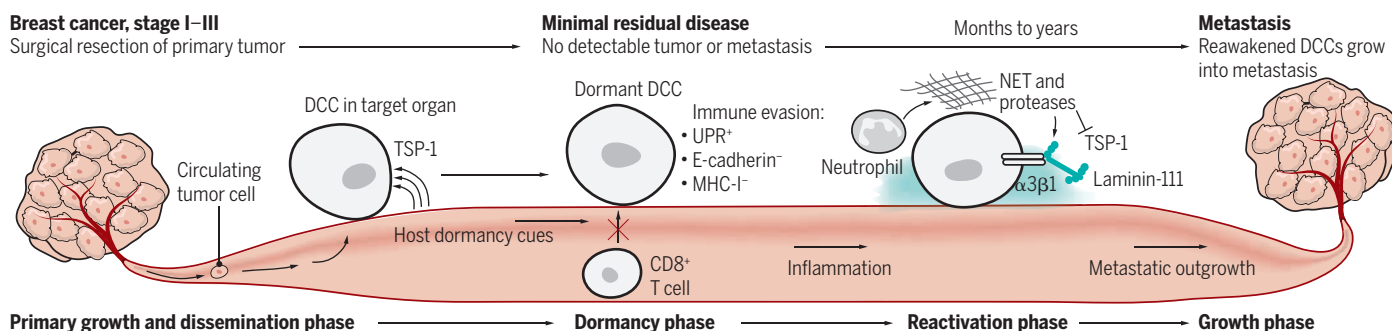 Breast cancer, stage I–III
Surgical resection of primary tumor
Minimal residual disease
No detectable tumor or metastasis
Months to years
Metastasis
Reawakened DCCs grow
into metastasis
DCC in target organ
TSP-1
Circulating
tumor cell
Dormant DCC
Immune evasion:
• UPR⁺
• E-cadherin⁻
• MHC-I⁻
NET and
proteases
Neutrophil
TSP-1
α3β1
Laminin-111
Host dormancy cues
CD8⁺
T cell
Inflammation
Metastatic outgrowth
Primary growth and dissemination phase
Dormancy phase
Reactivation phase
Growth phase